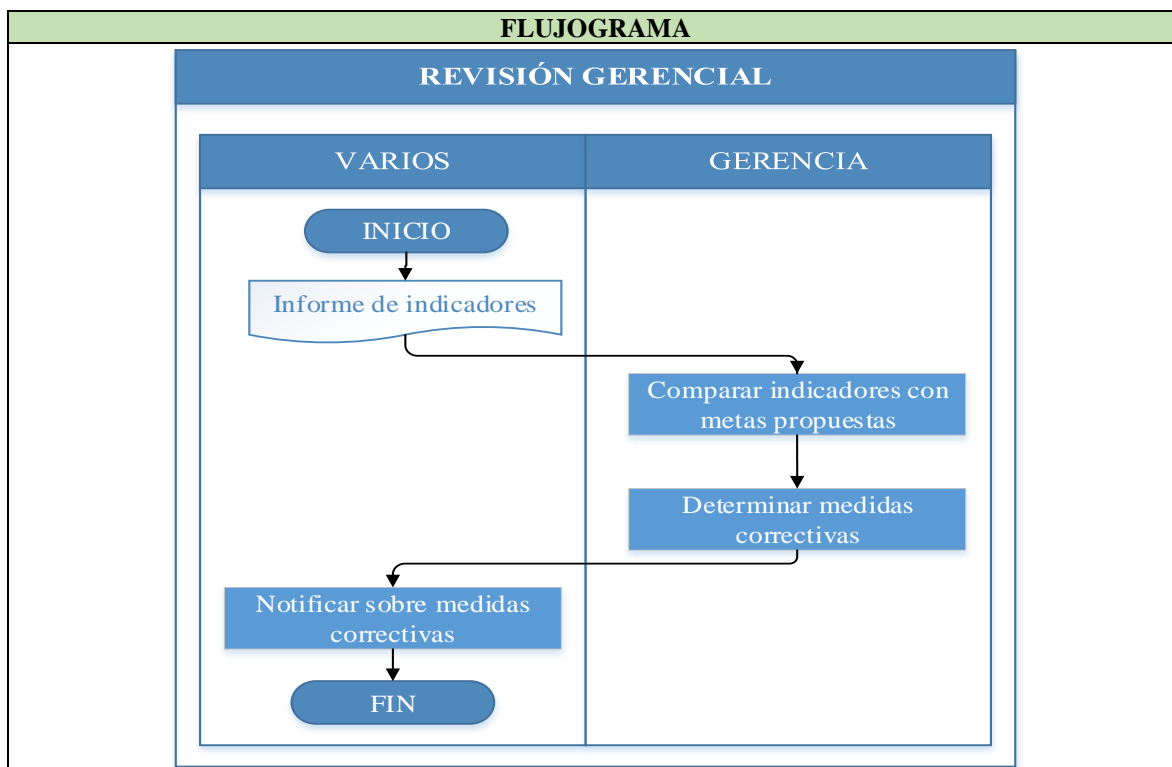 FLUJOGRAMA
REVISIÓN GERENCIAL
VARIOS
GERENCIA
INICIO
Informe de indicadores
Comparar indicadores con
metas propuestas
Determinar medidas
correctivas
Notificar sobre medidas
correctivas
FIN